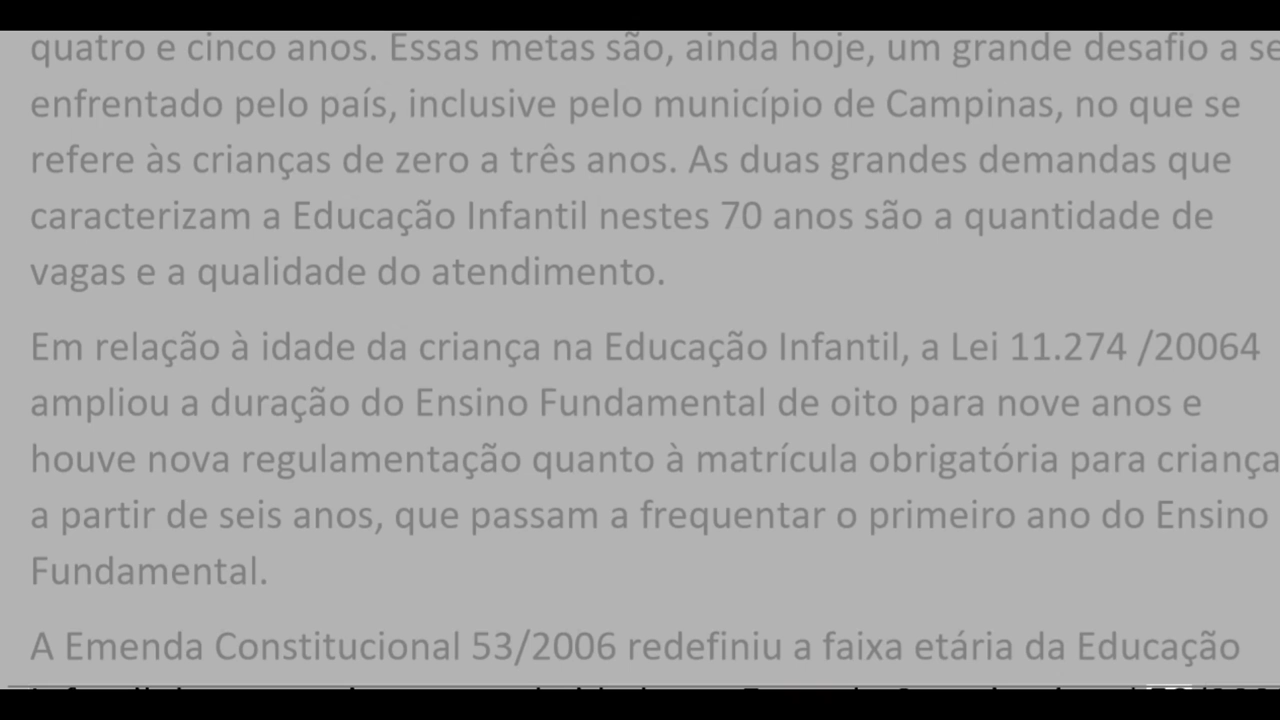 quatro e cinco anos. Essas metas são, ainda hoje, um grande desafio a se
enfrentado pelo país, inclusive pelo município de Campinas, no que se
refere às crianças de zero a três anos. As duas grandes demandas que
caracterizam a Educação Infantil nestes 70 anos são a quantidade de
vagas e a qualidade do atendimento.
Em relação à idade da criança na Educação Infantil, a Lei 11.274 /20064
ampliou a duração do Ensino Fundamental de oito para nove anos e
houve nova regulamentação quanto à matrícula obrigatória para criança
a partir de seis anos, que passam a frequentar o primeiro ano do Ensino
Fundamental.
A Emenda Constitucional 53/2006 redefiniu a faixa etária da Educação